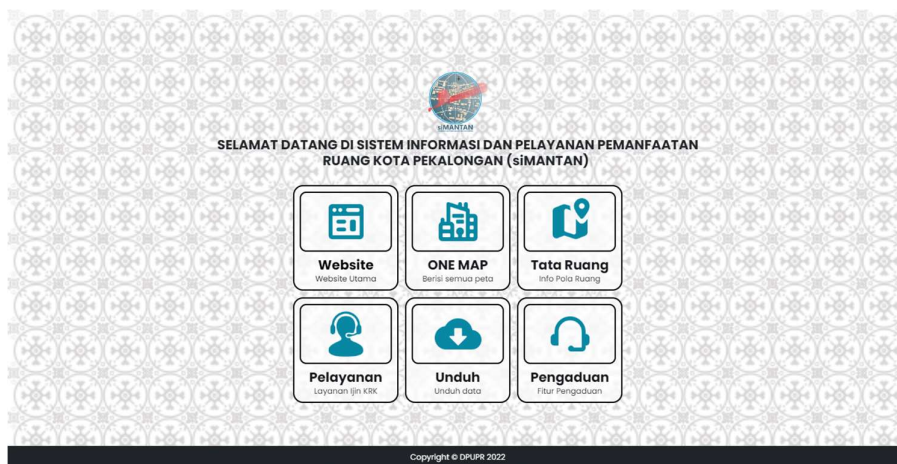 siMANTAN
SELAMAT DATANG DI SISTEM INFORMASI DAN PELAYANAN PEMANFAATAN
RUANG KOTA PEKALONGAN (siMANTAN)
Website
Website Utama
ONE MAP
Berisi semua peta
Tata Ruang
Info Pola Ruang
Pelayanan
Layanan Ijin KRK
Unduh
Unduh data
Pengaduan
Fitur Pengaduan
Copyright © DPUPR 2022